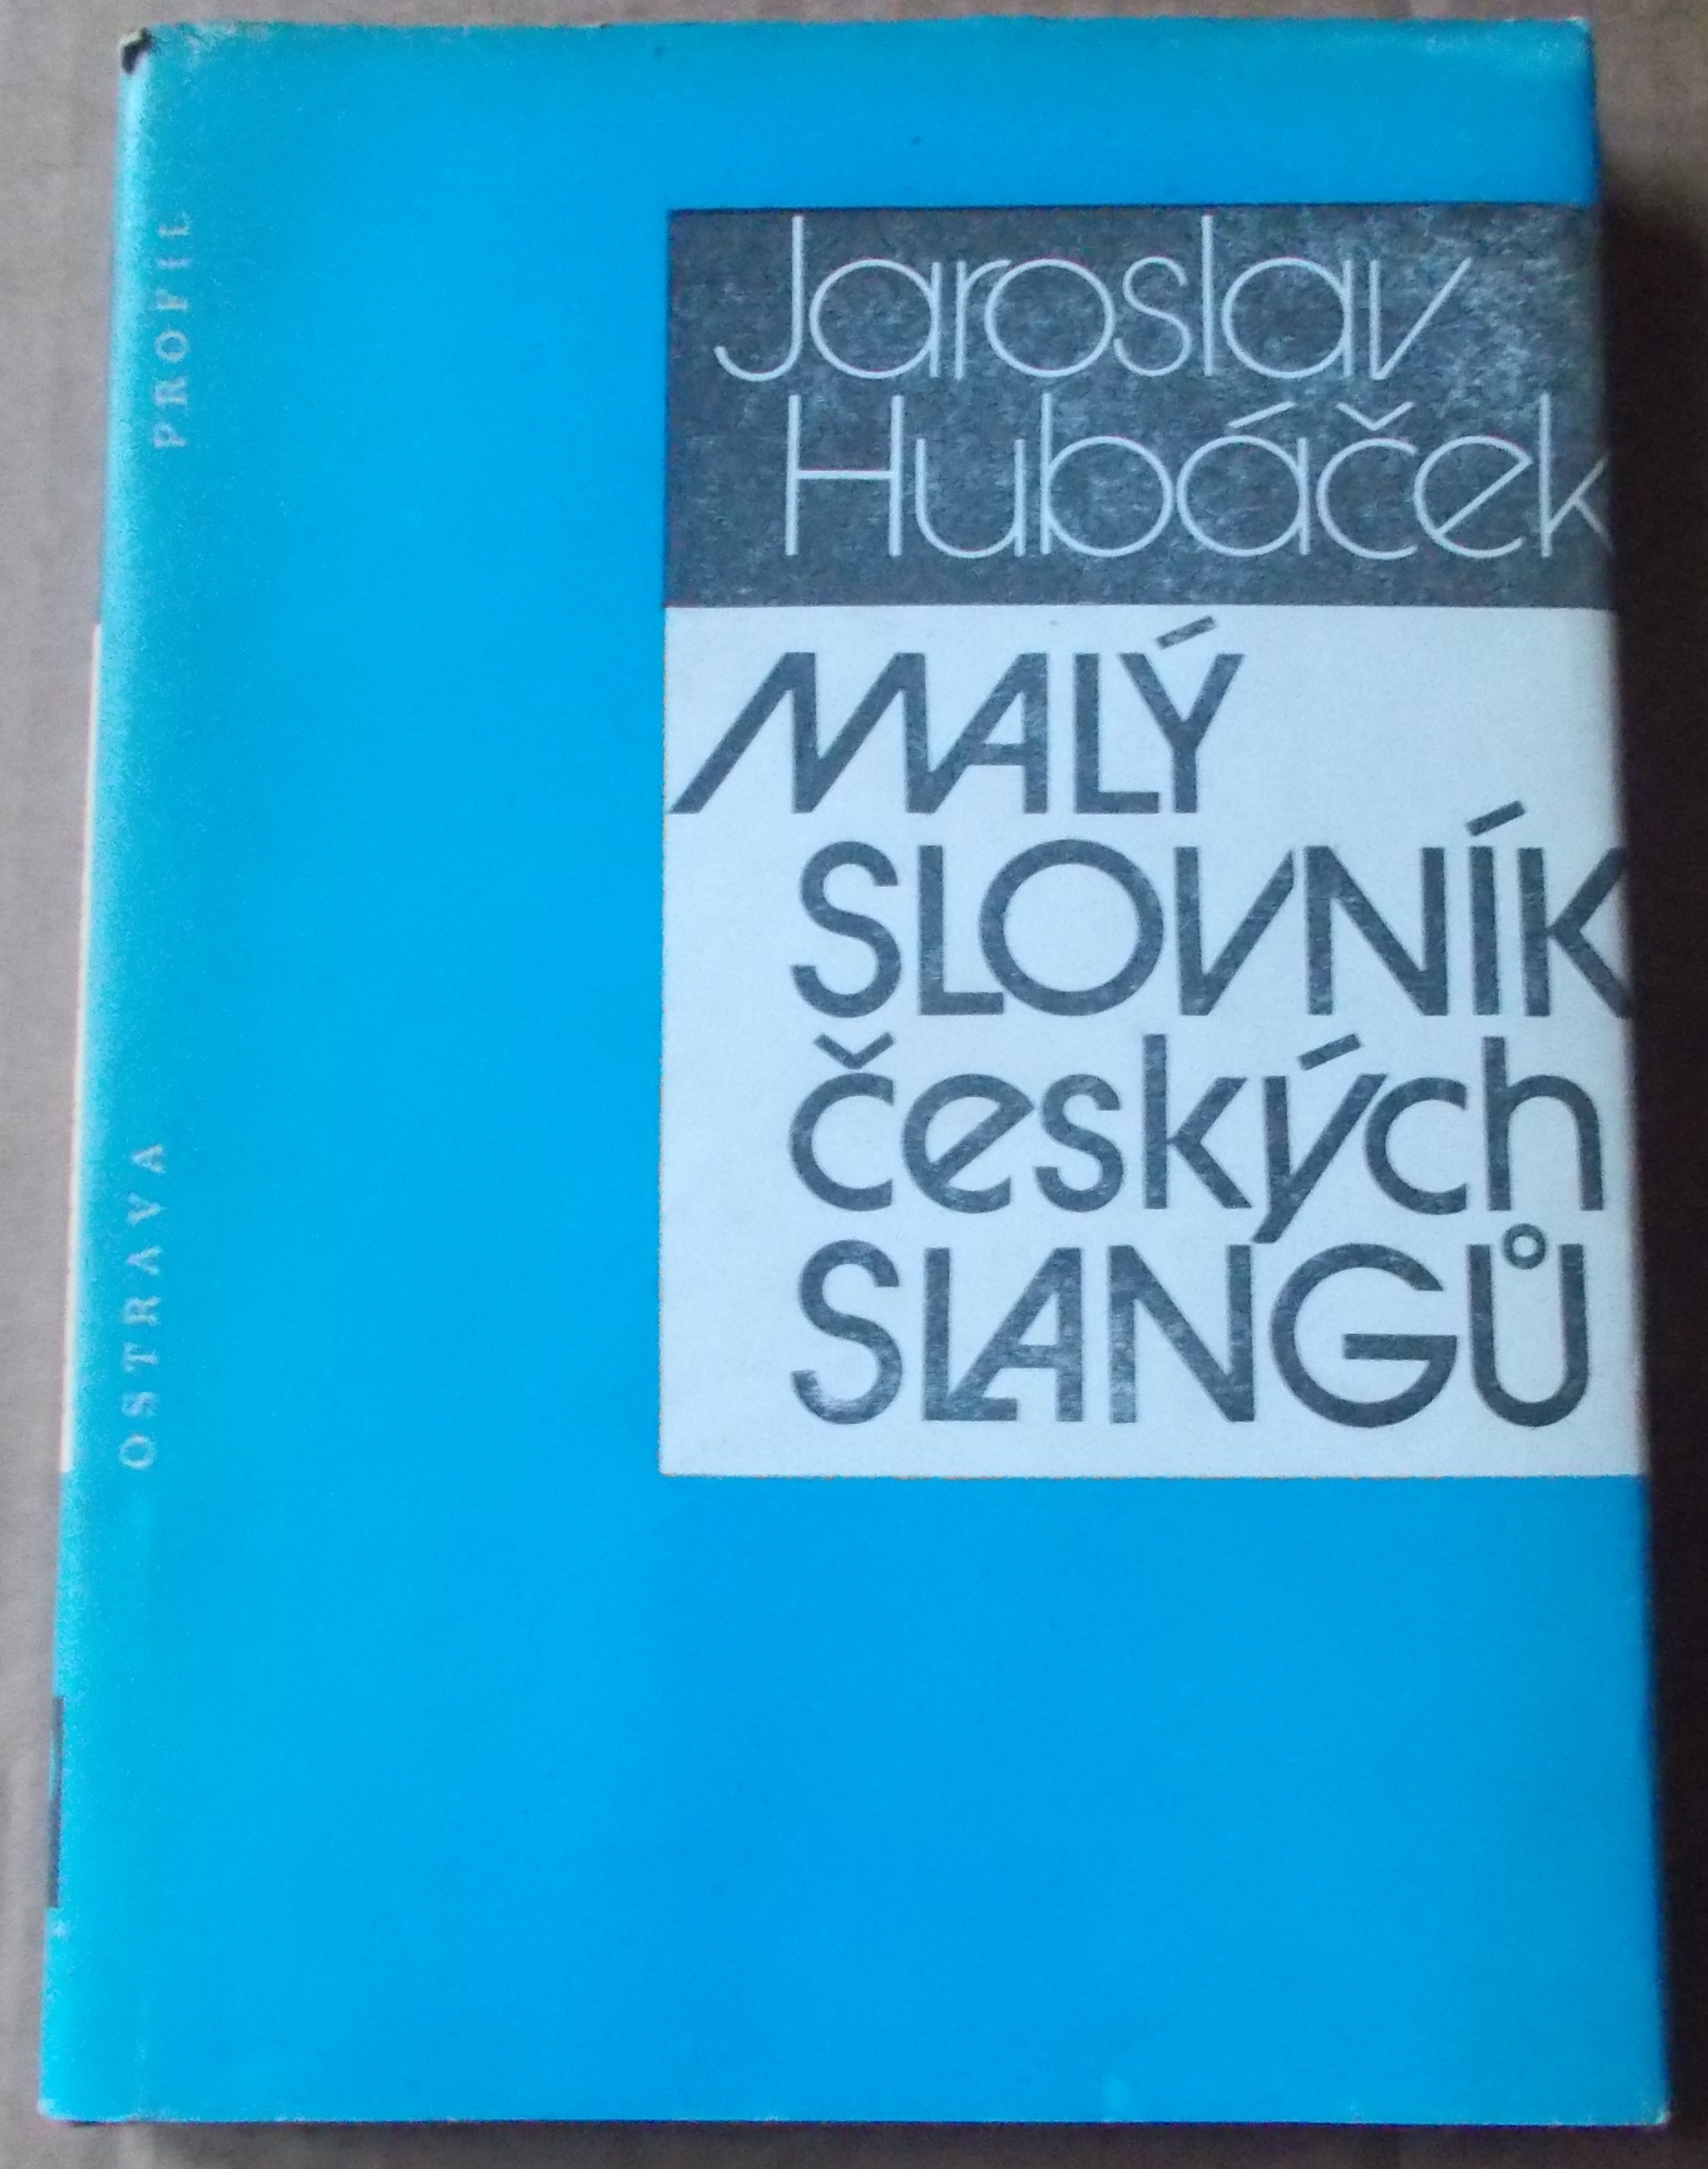 Jaroslav
Hubáček
MALÝ
SLOVNÍK
českých
SLANGŮ
OSTRAVA
PROFIL